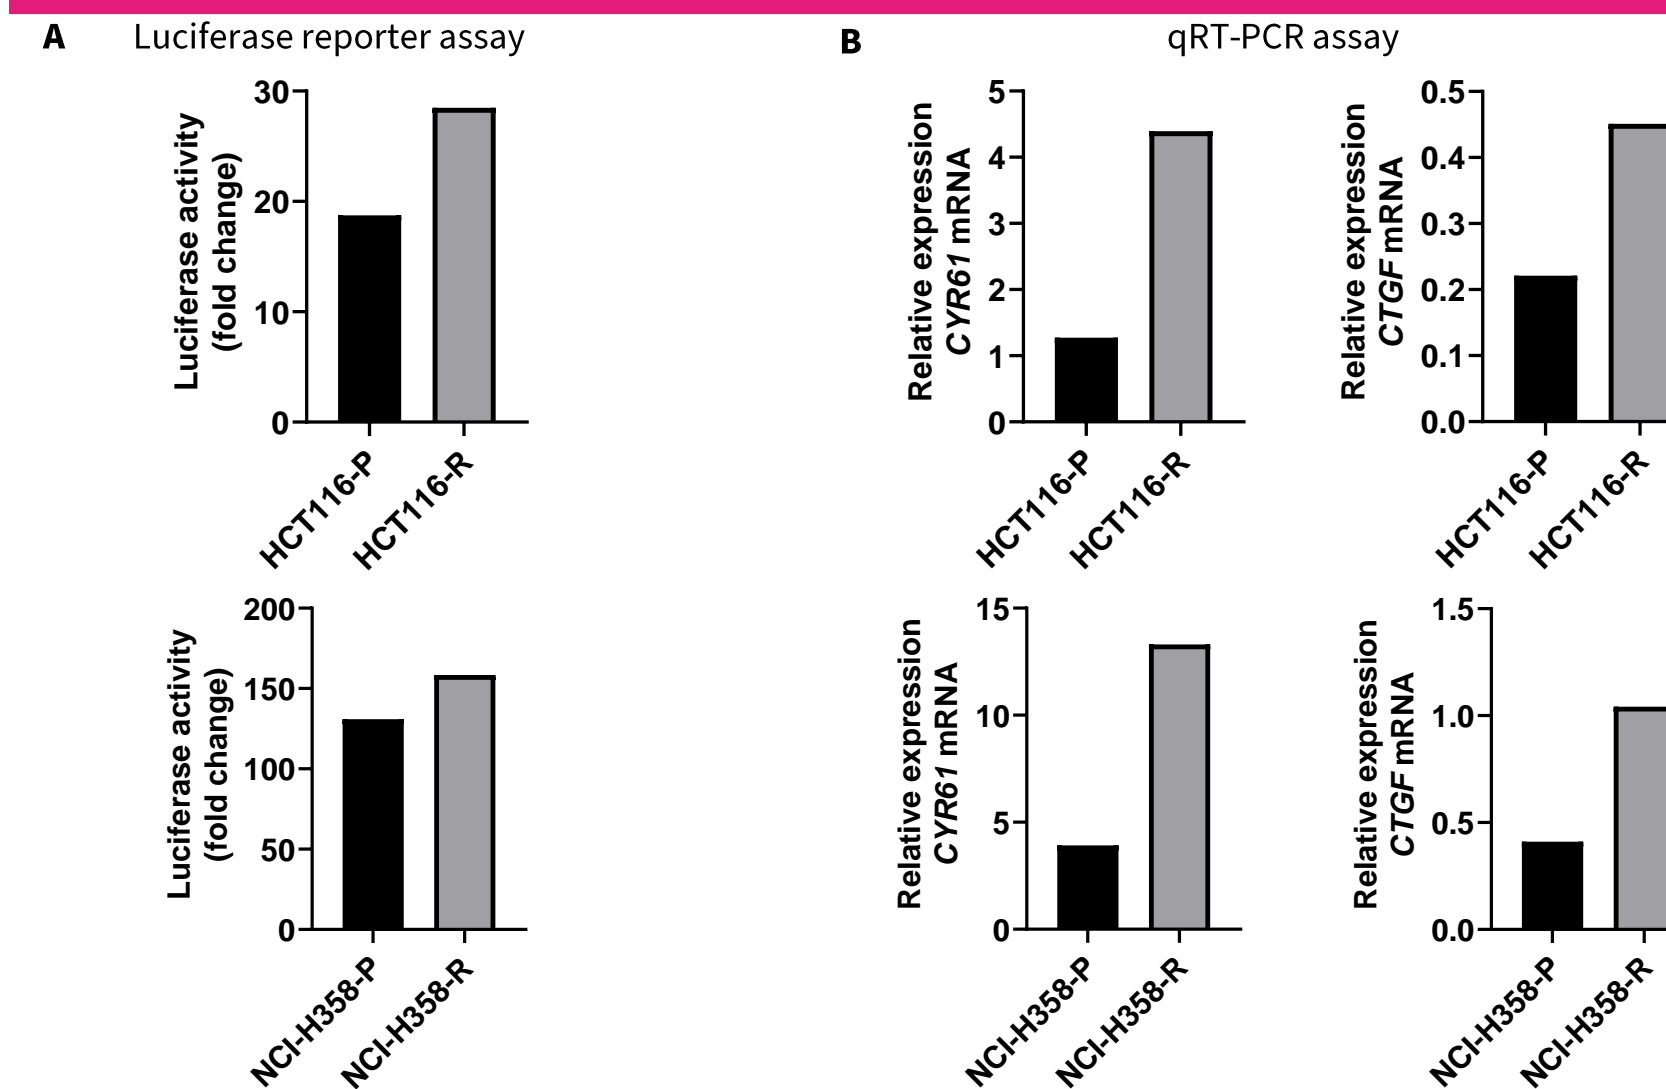 A Luciferase reporter assay
B qRT-PCR assay
Luciferase activity
(fold change)
30
20
10
0
HCT116-P
HCT116-R
Relative expression
CYR61 mRNA
5
4
3
2
1
0
HCT116-P
HCT116-R
Relative expression
CTGF mRNA
0.5
0.4
0.3
0.2
0.1
0.0
HCT116-P
HCT116-R
Luciferase activity
(fold change)
200
150
100
50
0
NCI-H358-P
NCI-H358-R
Relative expression
CYR61 mRNA
15
10
5
0
NCI-H358-P
NCI-H358-R
Relative expression
CTGF mRNA
1.5
1.0
0.5
0.0
NCI-H358-P
NCI-H358-R